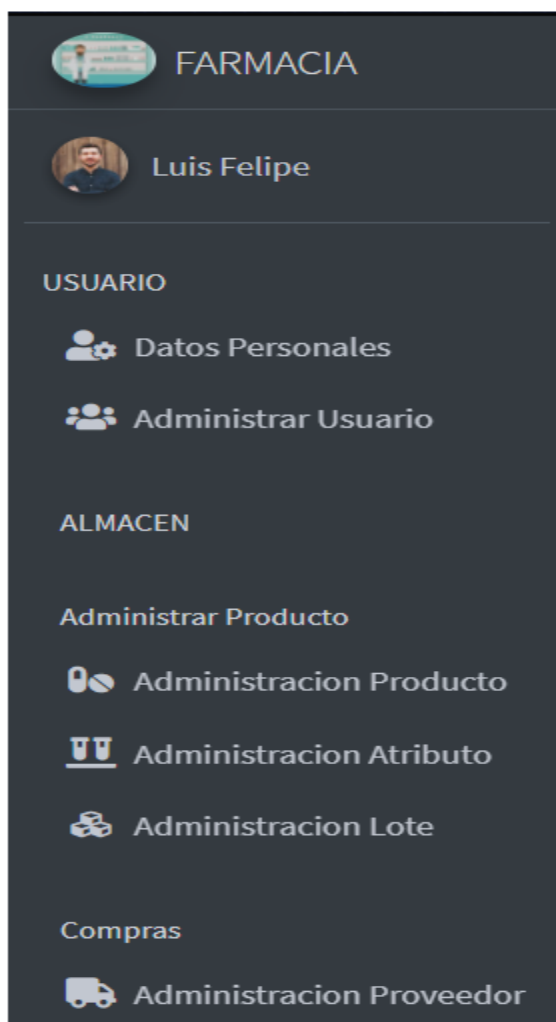 FARMACIA
Luis Felipe
USUARIO
Datos Personales
Administrar Usuario
ALMACEN
Administrar Producto
Administracion Producto
Administracion Atributo
Administracion Lote
Compras
Administracion Proveedor